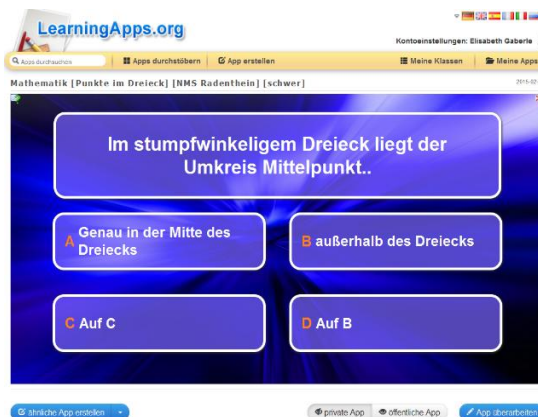 LearningApps.org
Kontoeinstellungen: Elisabeth Gaberle
Apps durchsuchen
Apps durchstöbern
App erstellen
Meine Klassen
Meine Apps
Mathematik [Punkte im Dreieck] [NMS Radenthein] [schwer]
Im stumpfwinkeligem Dreieck liegt der
Umkreis Mittelpunkt..
A Genau in der Mitte des
Dreiecks
B außerhalb des Dreiecks
C Auf C
D Auf B
ähnliche App erstellen
private App
öffentliche App
App überarbeiten